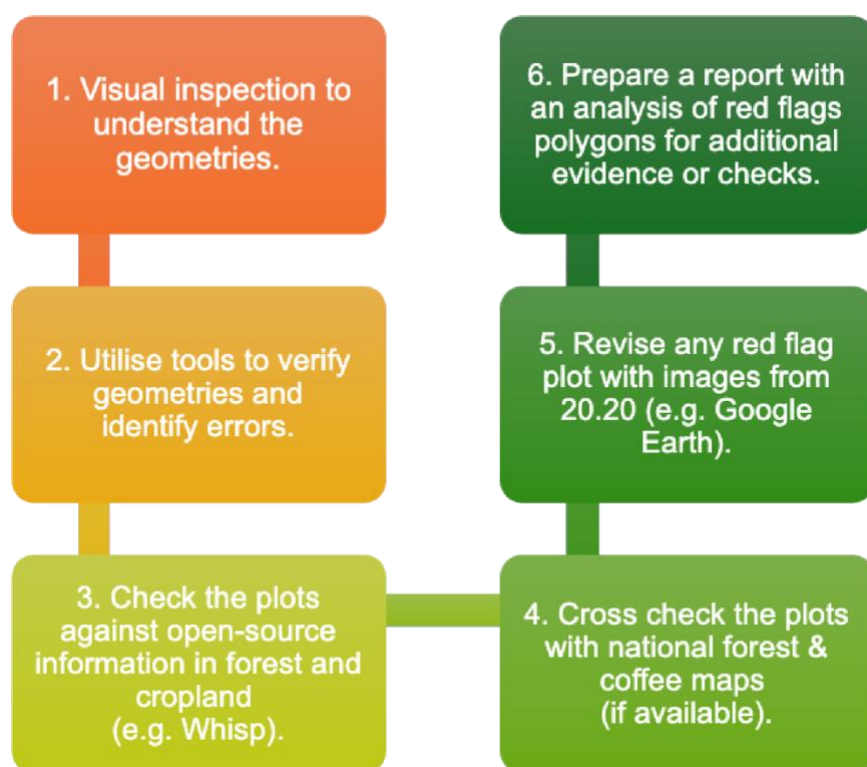 1. Visual inspection to
understand the
geometries.
2. Utilise tools to verify
geometries and
identify errors.
3. Check the plots
against open-source
information in forest and
cropland
(e.g. Whisp).
4. Cross check the plots
with national forest &
coffee maps
(if available).
5. Revise any red flag
plot with images from
20.20 (e.g. Google
Earth).
6. Prepare a report with
an analysis of red flags
polygons for additional
evidence or checks.